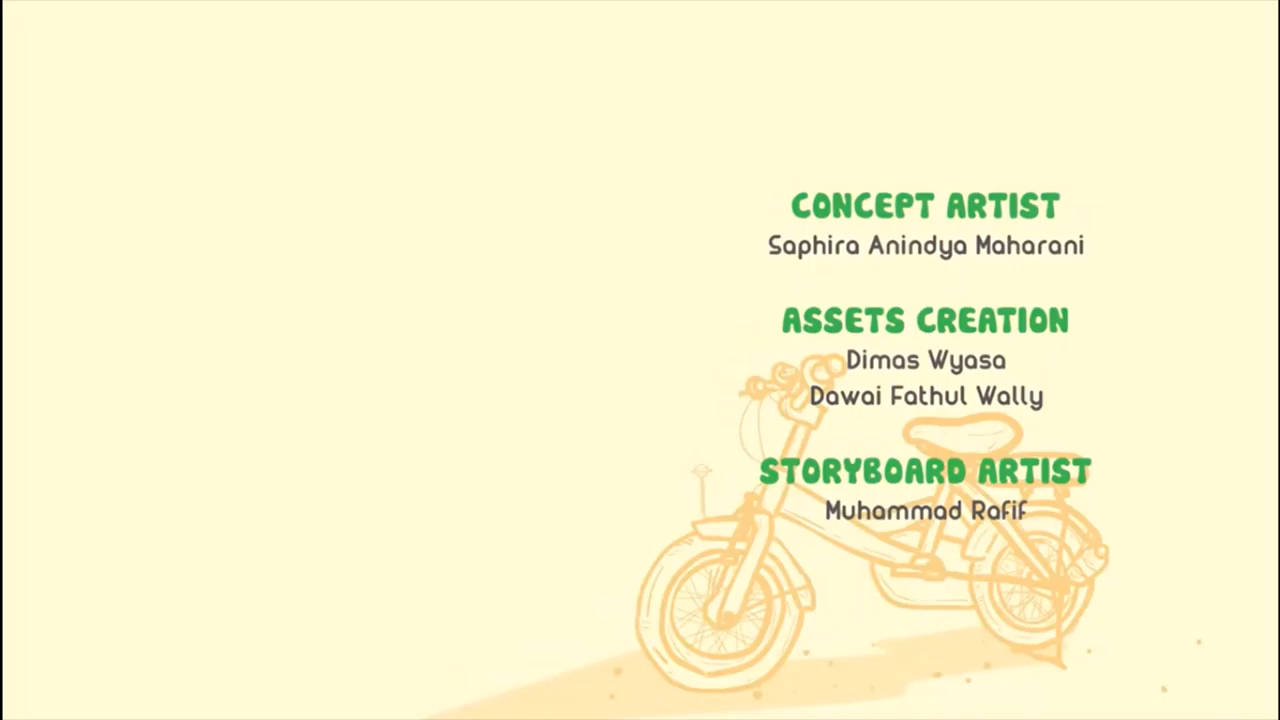 CONCEPT ARTIST
Saphira Anindya Maharani
ASSETS CREATION
Dimas Wyasa
Dawai Fathul Wally
STORYBOARD ARTIST
Muhammad Rafif